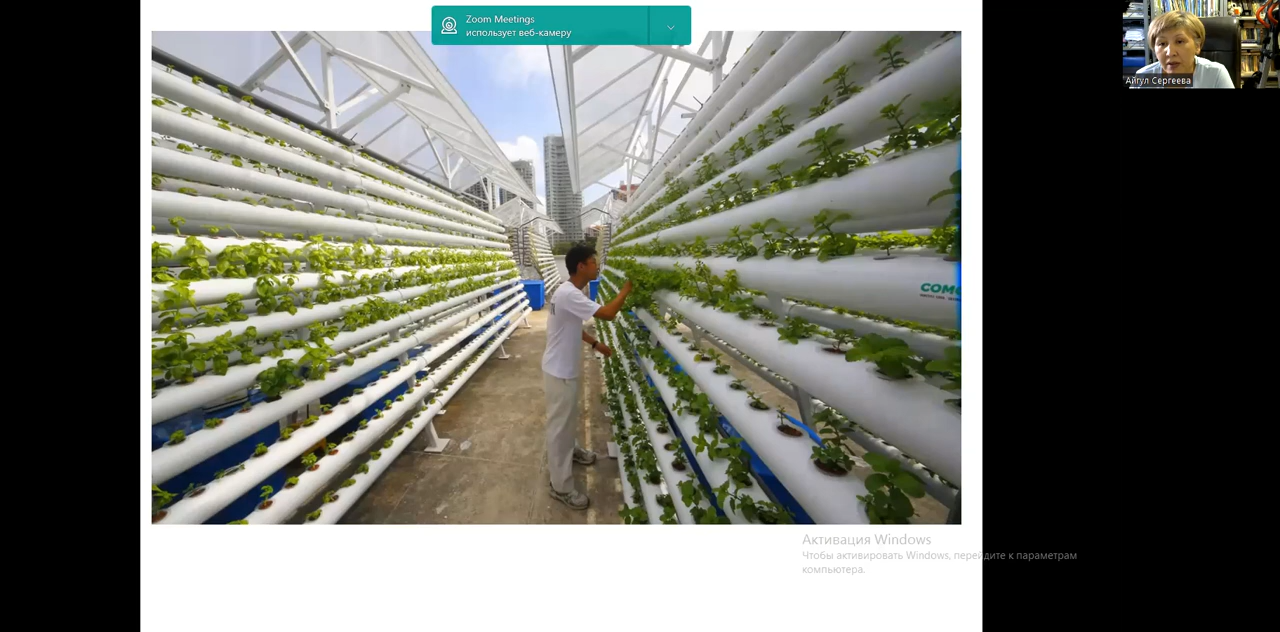 Zoom Meetings
использует веб-камеру
Айгул Сергеева
Активация Windows
Чтобы активировать Windows, перейдите к параметрам
компьютера.